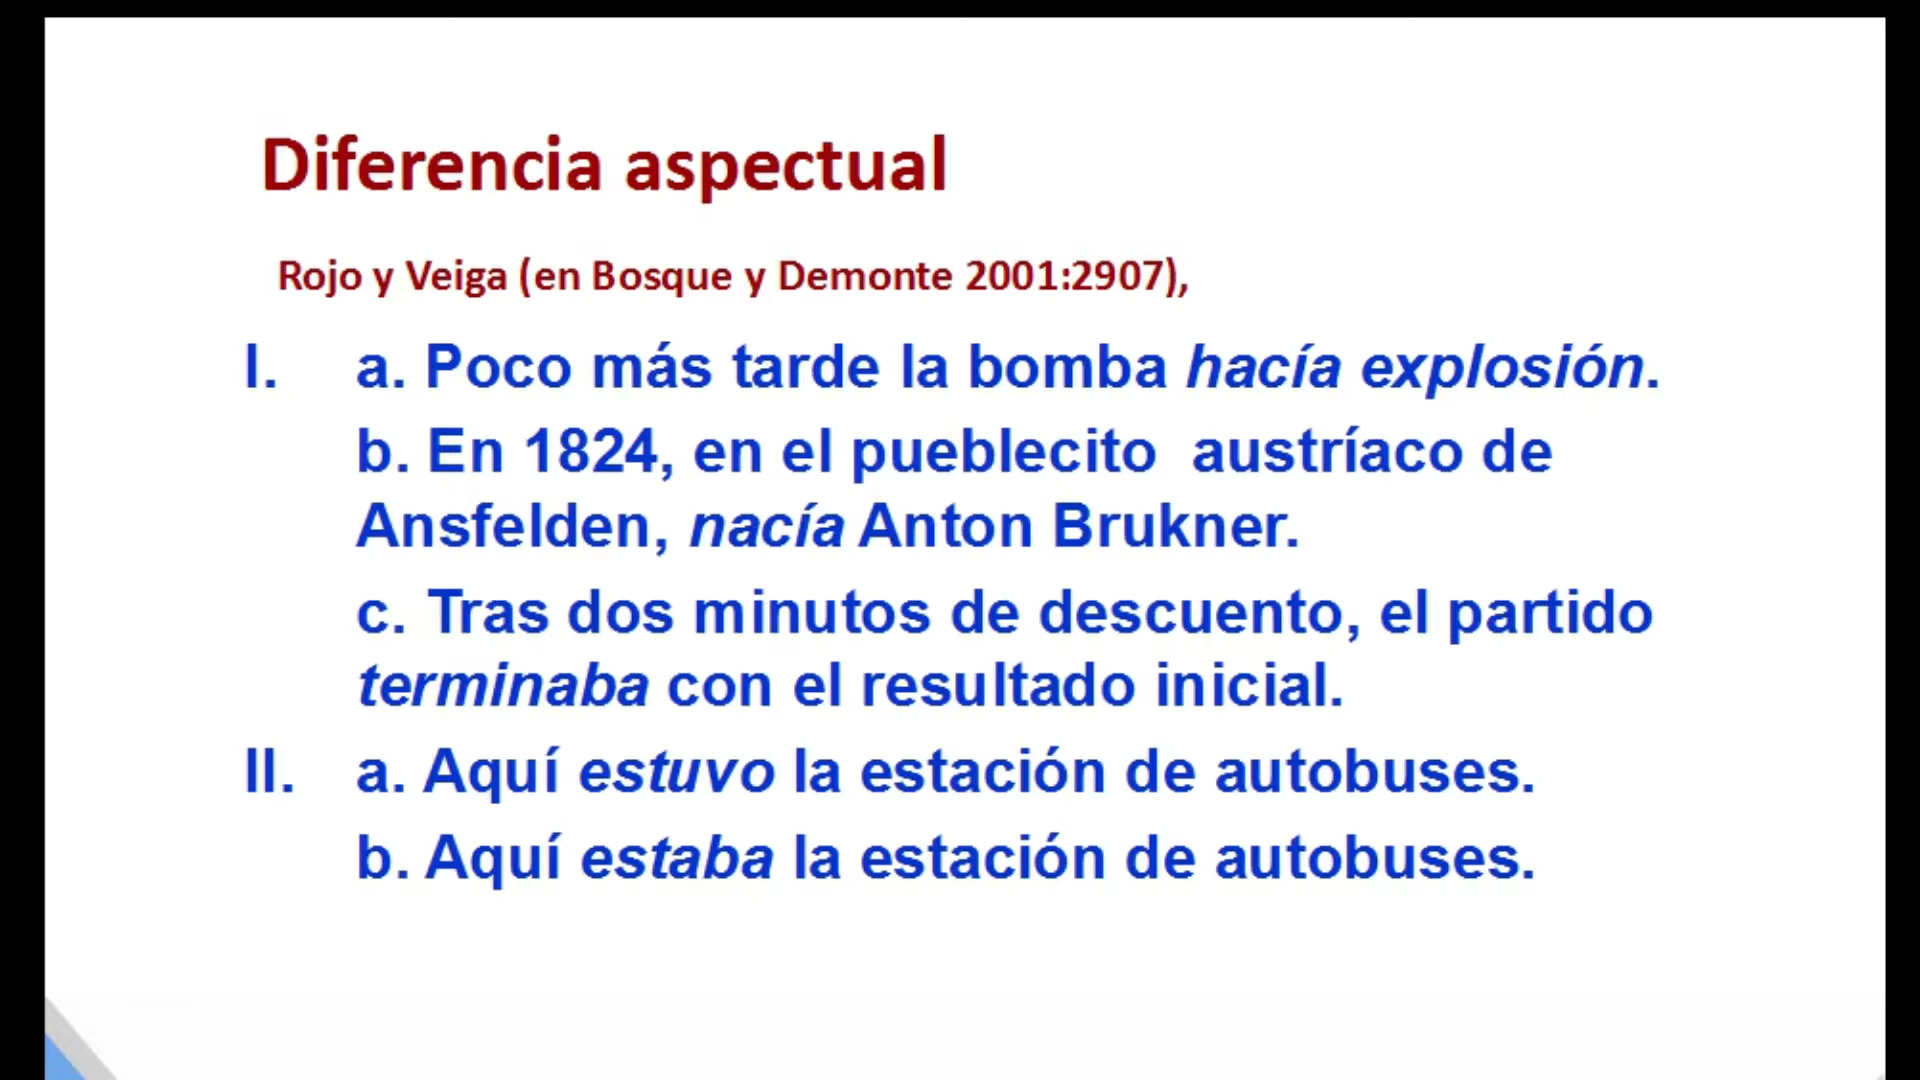 Diferencia aspectual
Rojo y Veiga (en Bosque y Demonte 2001:2907),
I. a. Poco más tarde la bomba hacía explosión.
b. En 1824, en el pueblecito austríaco de
Ansfelden, nacía Anton Brukner.
c. Tras dos minutos de descuento, el partido
terminaba con el resultado inicial.
II. a. Aquí estuvo la estación de autobuses.
b. Aquí estaba la estación de autobuses.